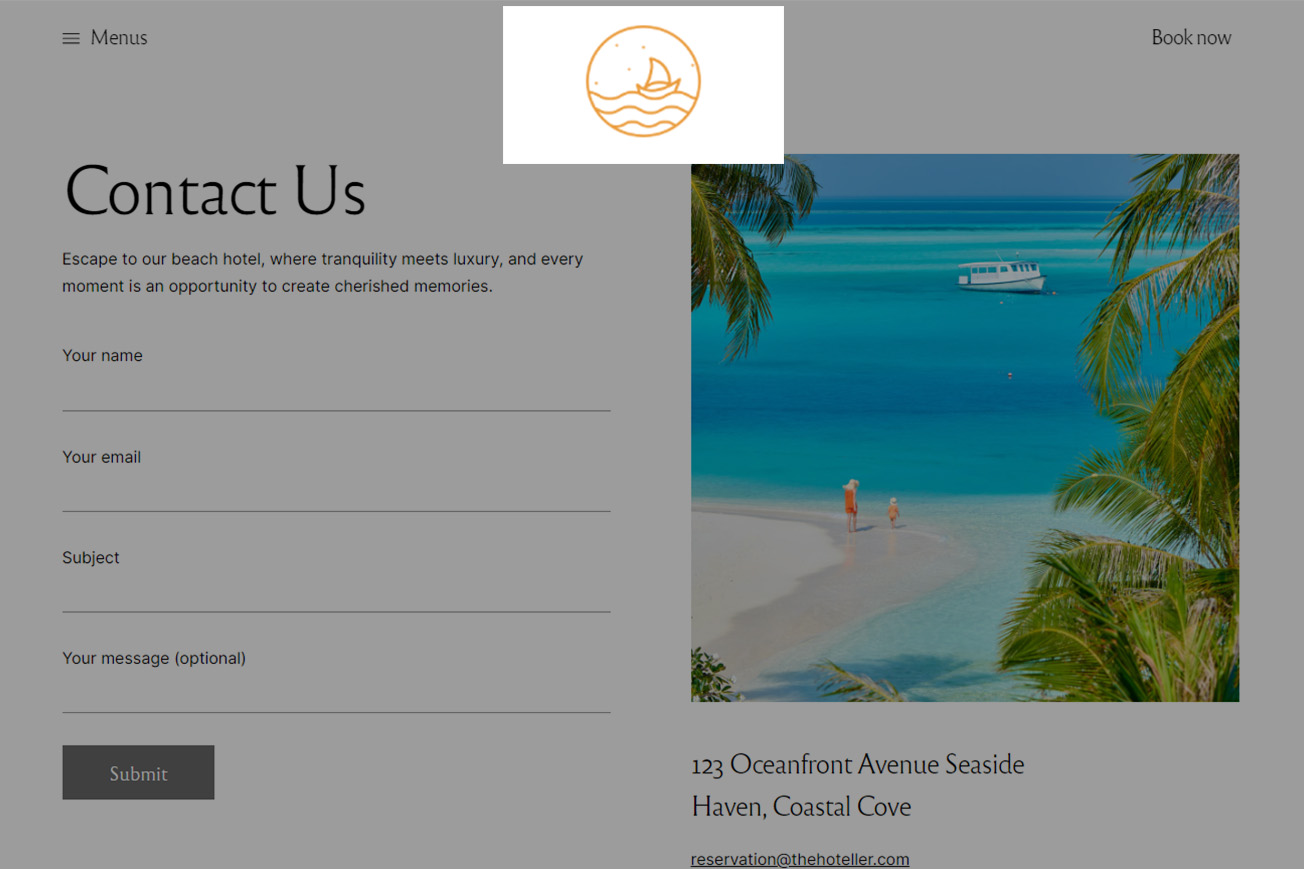 Menus
Book now
Contact Us
Escape to our beach hotel, where tranquility meets luxury, and every
moment is an opportunity to create cherished memories.
Your name
Your email
Subject
Your message (optional)
Submit
123 Oceanfront Avenue Seaside
Haven, Coastal Cove
reservation@thehoteller.com